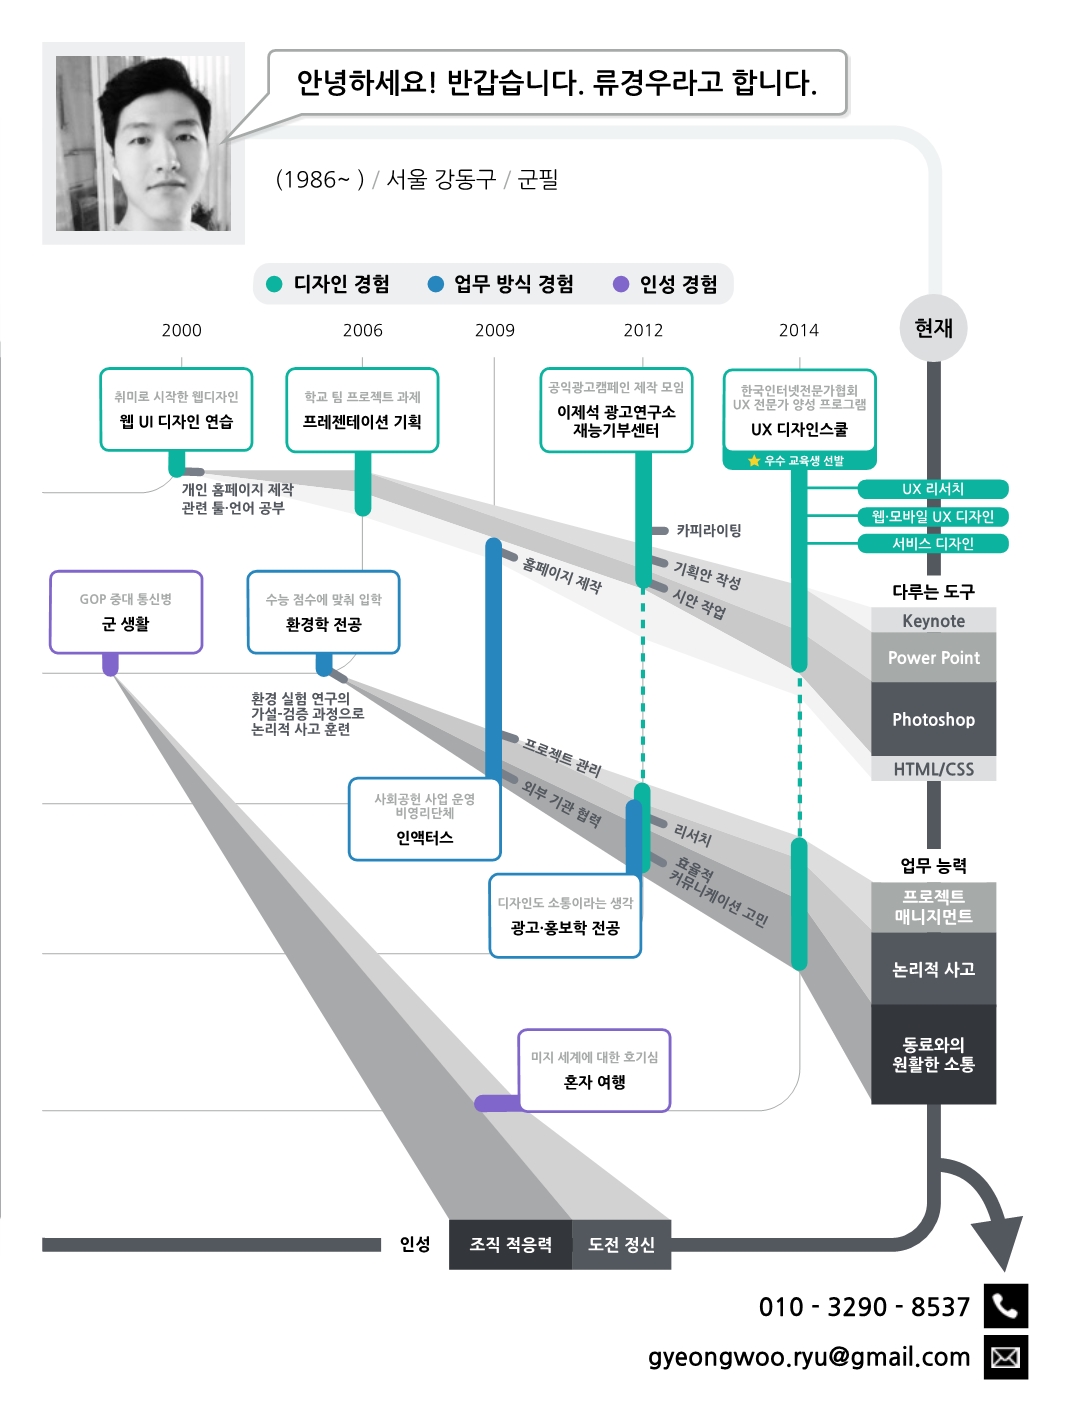 안녕하세요! 반갑습니다. 류경우라고 합니다.
(1986~ ) / 서울 강동구 / 군필
디자인 경험
업무 방식 경험
인성 경험
2000
2006
2009
2012
2014
현재
취미로 시작한 웹디자인
웹 UI 디자인 연습
학교 팀 프로젝트 과제
프레젠테이션 기획
공익광고캠페인 제작 모임
이제석 광고연구소
재능기부센터
한국인터넷전문가협회
UX 전문가 양성 프로그램
UX 디자인스쿨
우수 교육생 선발
개인 홈페이지 제작
관련 툴·언어 공부
UX 리서치
웹·모바일 UX 디자인
서비스 디자인
카피라이팅
기획안 작성
시안 작업
홈페이지 제작
다루는 도구
Keynote
Power Point
Photoshop
HTML/CSS
GOP 중대 통신병
군 생활
수능 점수에 맞춰 입학
환경학 전공
환경 실험 연구의
가설-검증 과정으로
논리적 사고 훈련
프로젝트 관리
외부 기관 협력
사회공헌 사업 운영
비영리단체
인액터스
리서치
효율적
커뮤니케이션 고민
디자인도 소통이라는 생각
광고·홍보학 전공
업무 능력
프로젝트
매니지먼트
논리적 사고
동료와의
원활한 소통
미지 세계에 대한 호기심
혼자 여행
인성
조직 적응력
도전 정신
010 - 3290 - 8537
gyeongwoo.ryu@gmail.com